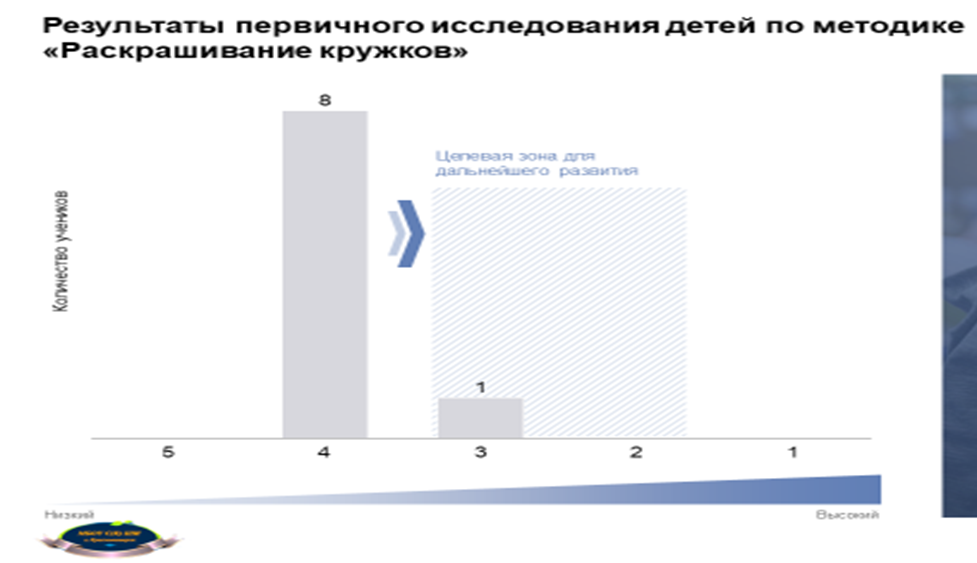 Результаты первичного исследования детей по методике
«Раскрашивание кружков»
8
Целевая зона для
дальнейшего развития
Количество учеников
1
5 4 3 2 1
Низкий Высокий